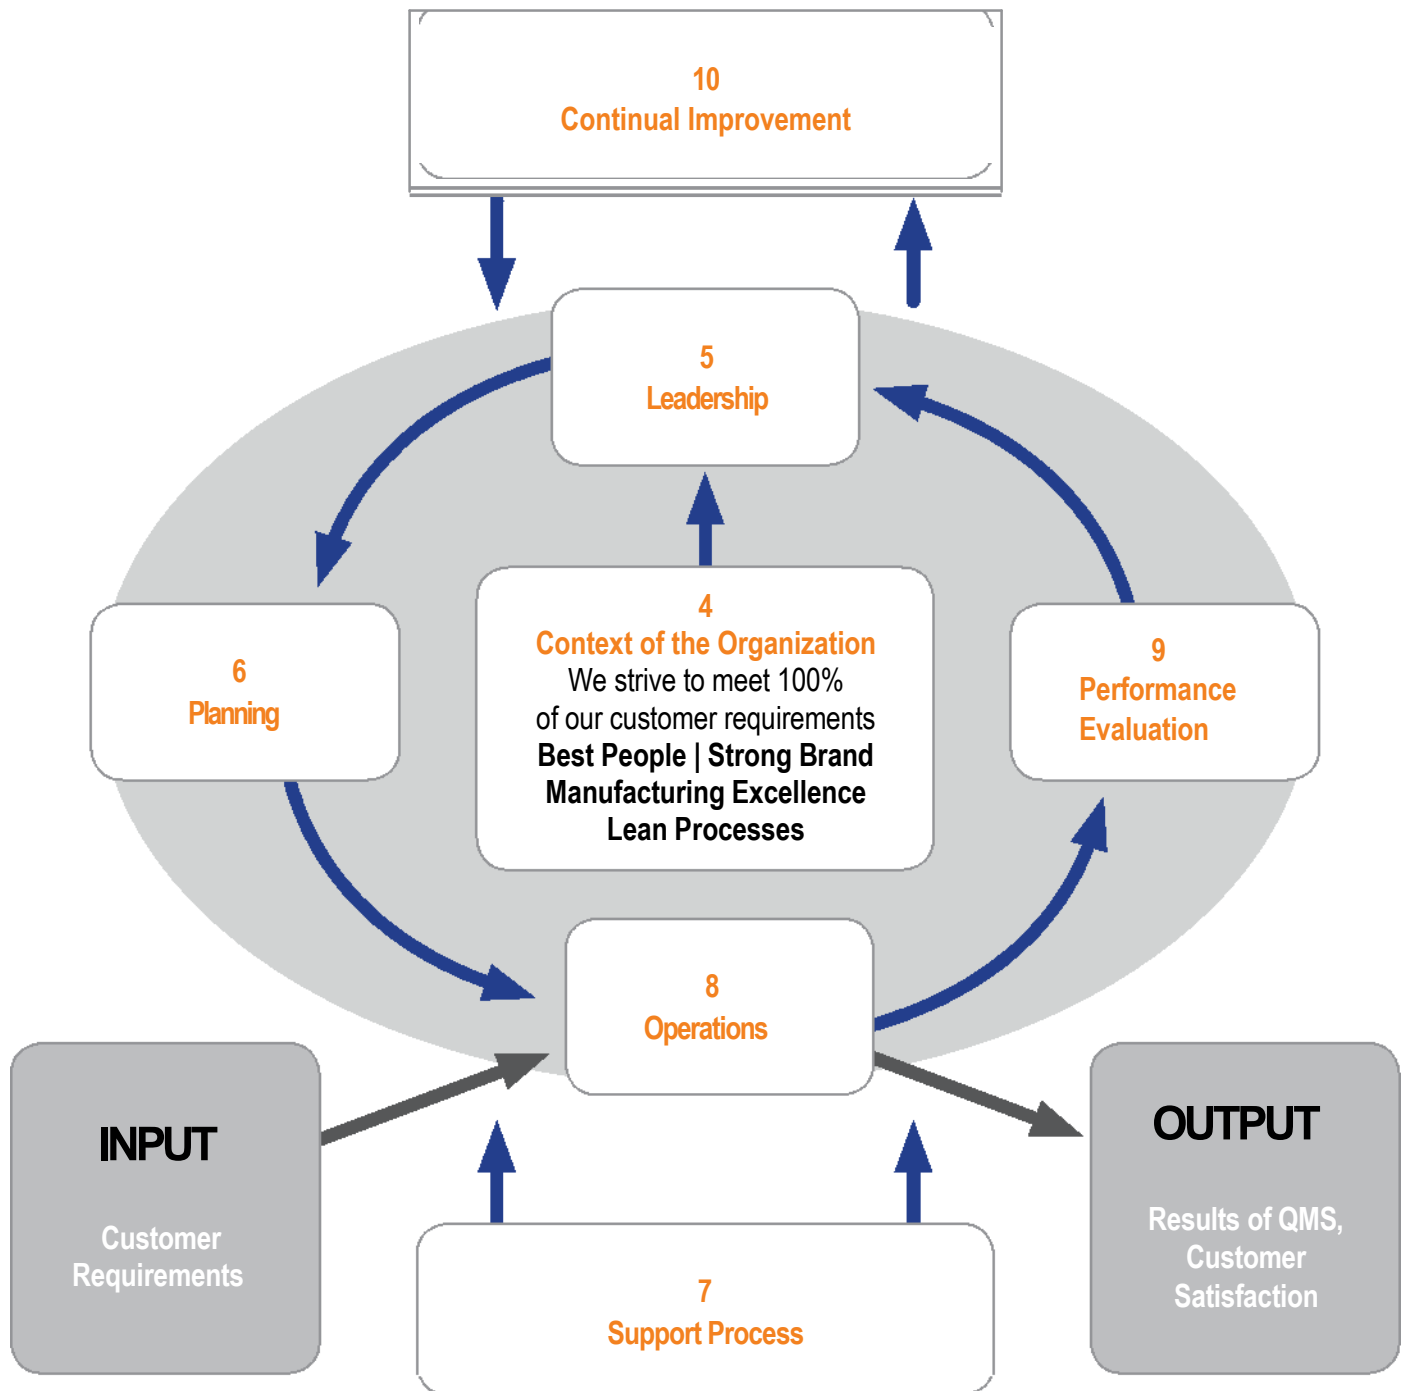 10
Continual Improvement
5
Leadership
4
Context of the Organization
We strive to meet 100%
of our customer requirements
Best People | Strong Brand
Manufacturing Excellence
Lean Processes
6
Planning
9
Performance
Evaluation
8
Operations
INPUT
Customer
Requirements
OUTPUT
Results of QMS,
Customer
Satisfaction
7
Support Process